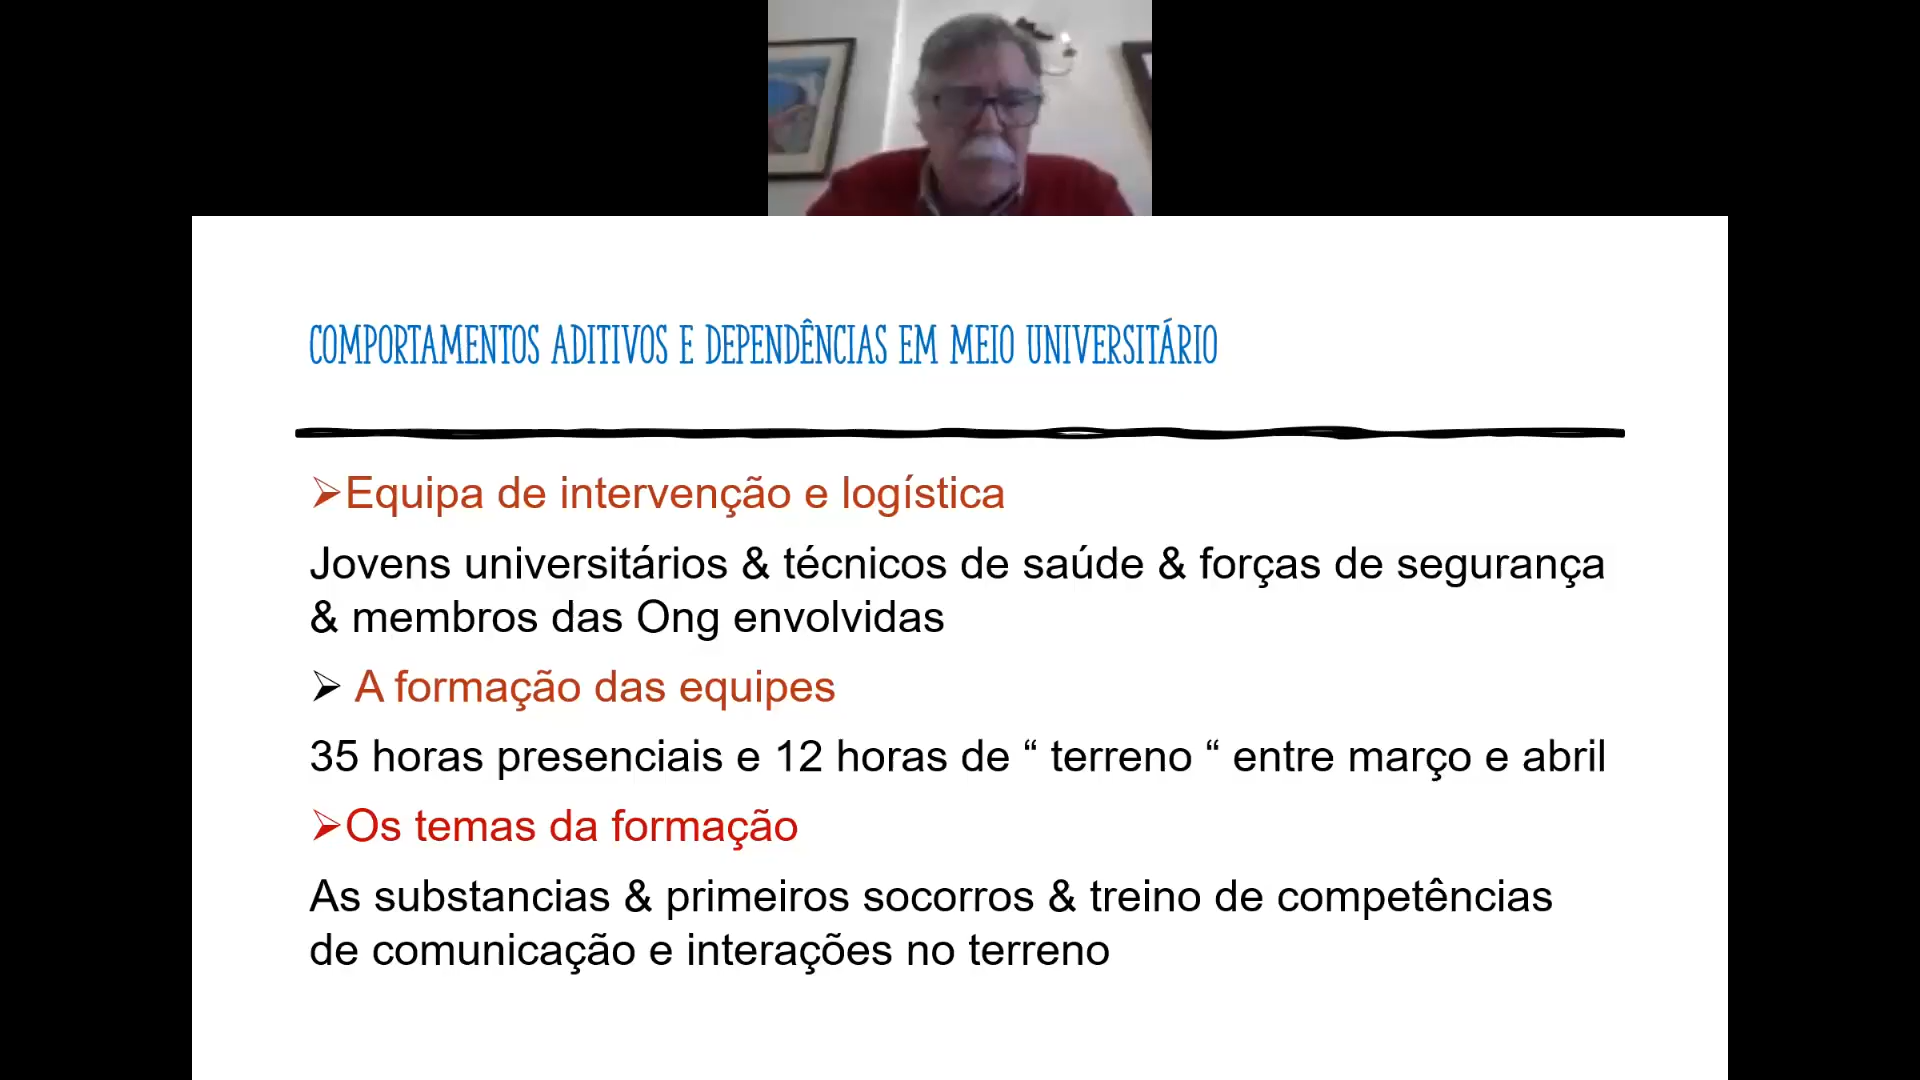 COMPORTAMENTOS ADITIVOS E DEPENDÊNCIAS EM MEIO UNIVERSITÁRIO
➢Equipa de intervenção e logística
Jovens universitários & técnicos de saúde & forças de segurança
& membros das Ong envolvidas
➢ A formação das equipes
35 horas presenciais e 12 horas de “ terreno “ entre março e abril
➢Os temas da formação
As substancias & primeiros socorros & treino de competências
de comunicação e interações no terreno